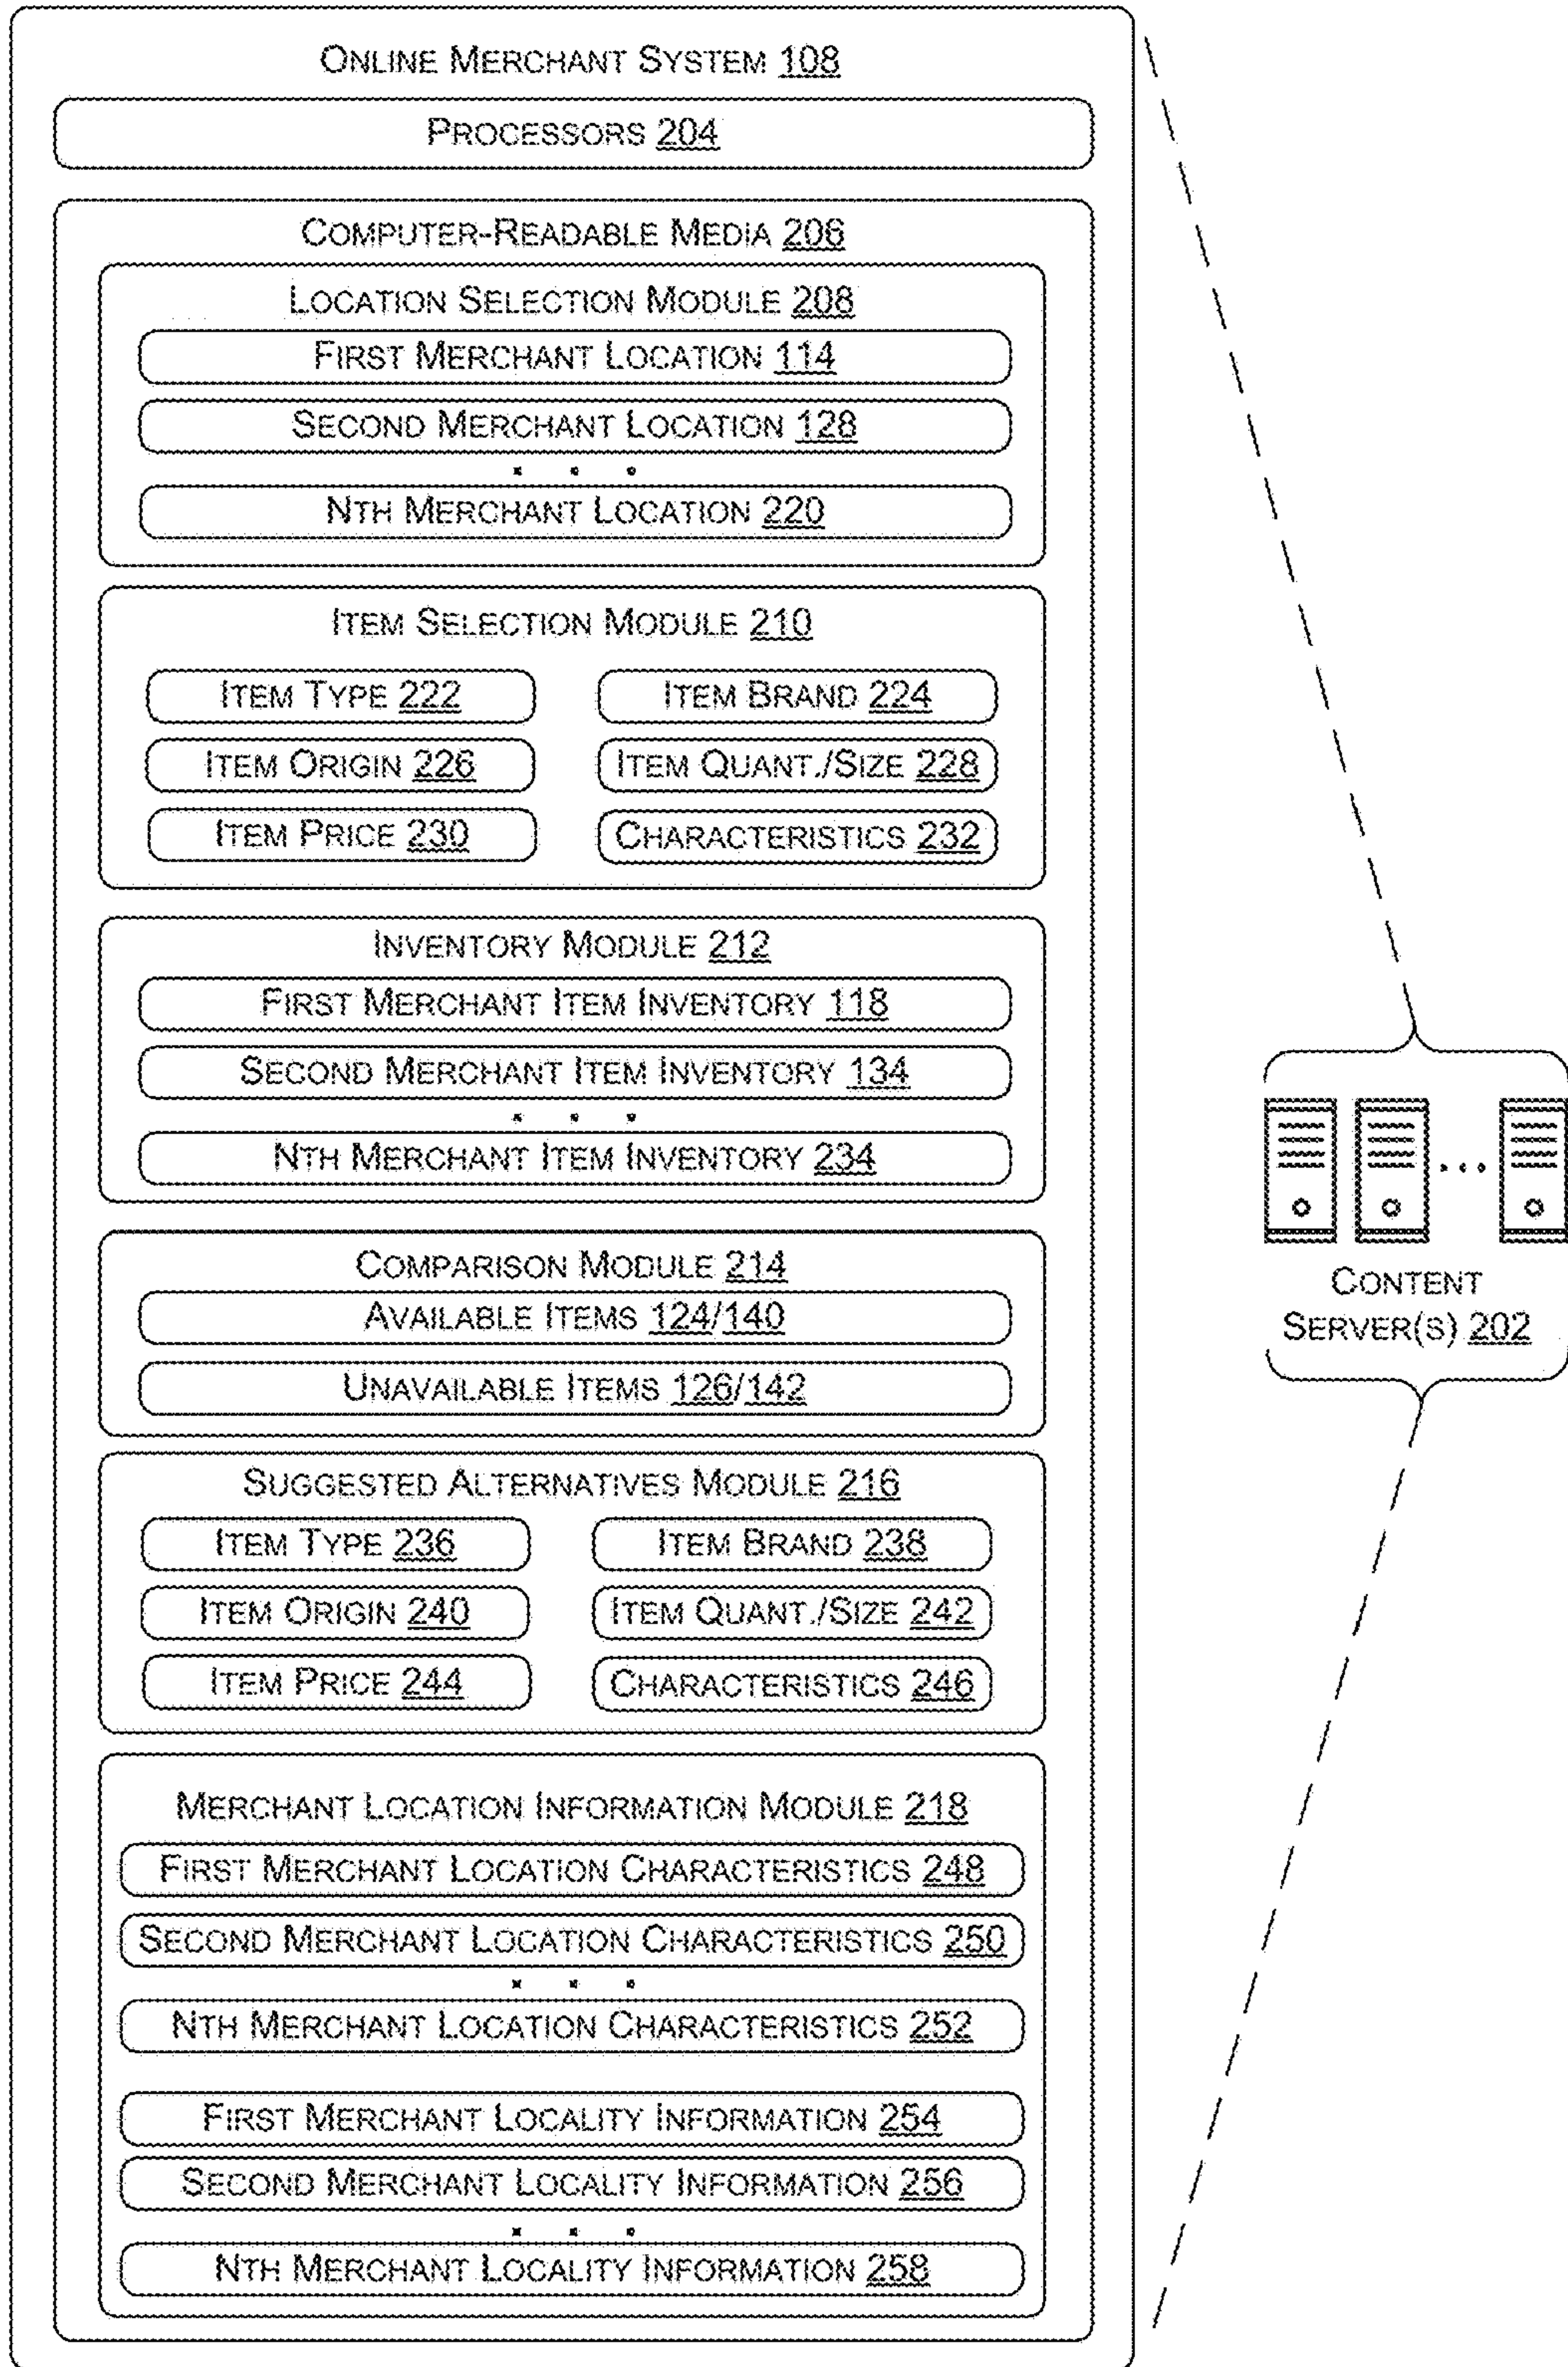 ONLINE MERCHANT SYSTEM 108
PROCESSORS 204
COMPUTER-READABLE MEDIA 206
LOCATION SELECTION MODULE 208
FIRST MERCHANT LOCATION 114
SECOND MERCHANT LOCATION 128
. . .
NTH MERCHANT LOCATION 220
ITEM SELECTION MODULE 210
ITEM TYPE 222
ITEM BRAND 224
ITEM ORIGIN 226
ITEM QUANT./SIZE 228
ITEM PRICE 230
CHARACTERISTICS 232
INVENTORY MODULE 212
FIRST MERCHANT ITEM INVENTORY 118
SECOND MERCHANT ITEM INVENTORY 134
. . .
NTH MERCHANT ITEM INVENTORY 234
COMPARISON MODULE 214
AVAILABLE ITEMS 124/140
UNAVAILABLE ITEMS 126/142
SUGGESTED ALTERNATIVES MODULE 216
ITEM TYPE 236
ITEM BRAND 238
ITEM ORIGIN 240
ITEM QUANT./SIZE 242
ITEM PRICE 244
CHARACTERISTICS 246
MERCHANT LOCATION INFORMATION MODULE 218
FIRST MERCHANT LOCATION CHARACTERISTICS 248
SECOND MERCHANT LOCATION CHARACTERISTICS 250
. . .
NTH MERCHANT LOCATION CHARACTERISTICS 252
FIRST MERCHANT LOCALITY INFORMATION 254
SECOND MERCHANT LOCALITY INFORMATION 256
. . .
NTH MERCHANT LOCALITY INFORMATION 258
. . .
CONTENT
SERVER(S) 202